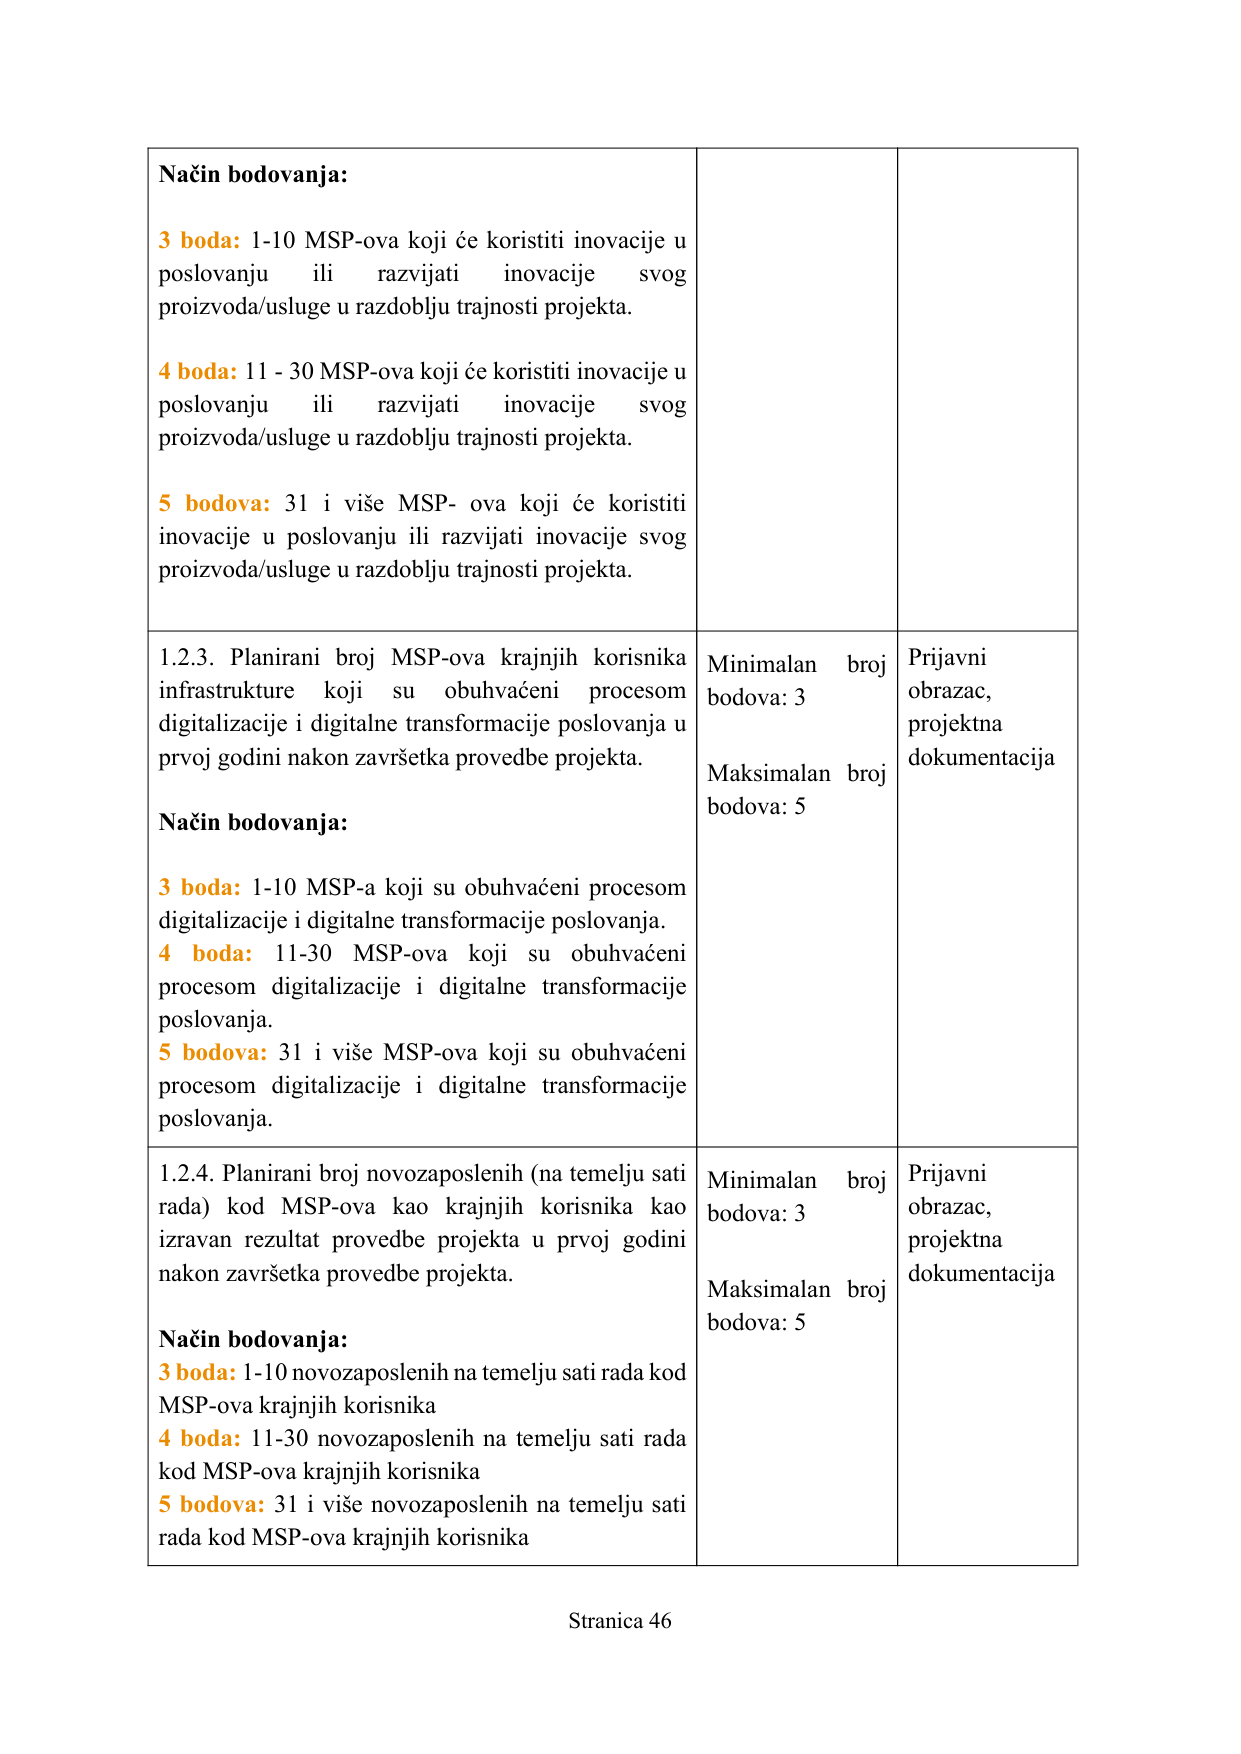 Način bodovanja:
3 boda: 1-10 MSP-ova koji će koristiti inovacije u
poslovanju ili razvijati inovacije svog
proizvoda/usluge u razdoblju trajnosti projekta.
4 boda: 11 - 30 MSP-ova koji će koristiti inovacije u
poslovanju ili razvijati inovacije svog
proizvoda/usluge u razdoblju trajnosti projekta.
5 bodova: 31 i više MSP- ova koji će koristiti
inovacije u poslovanju ili razvijati inovacije svog
proizvoda/usluge u razdoblju trajnosti projekta.
1.2.3. Planirani broj MSP-ova krajnjih korisnika
infrastrukture koji su obuhvaćeni procesom
digitalizacije i digitalne transformacije poslovanja u
prvoj godini nakon završetka provedbe projekta.
Način bodovanja:
3 boda: 1-10 MSP-a koji su obuhvaćeni procesom
digitalizacije i digitalne transformacije poslovanja.
4 boda: 11-30 MSP-ova koji su obuhvaćeni
procesom digitalizacije i digitalne transformacije
poslovanja.
5 bodova: 31 i više MSP-ova koji su obuhvaćeni
procesom digitalizacije i digitalne transformacije
poslovanja.
Minimalan broj
bodova: 3
Maksimalan broj
bodova: 5
Prijavni
obrazac,
projektna
dokumentacija
1.2.4. Planirani broj novozaposlenih (na temelju sati
rada) kod MSP-ova kao krajnjih korisnika kao
izravan rezultat provedbe projekta u prvoj godini
nakon završetka provedbe projekta.
Način bodovanja:
3 boda: 1-10 novozaposlenih na temelju sati rada kod
MSP-ova krajnjih korisnika
4 boda: 11-30 novozaposlenih na temelju sati rada
kod MSP-ova krajnjih korisnika
5 bodova: 31 i više novozaposlenih na temelju sati
rada kod MSP-ova krajnjih korisnika
Minimalan broj
bodova: 3
Maksimalan broj
bodova: 5
Prijavni
obrazac,
projektna
dokumentacija
Stranica 46